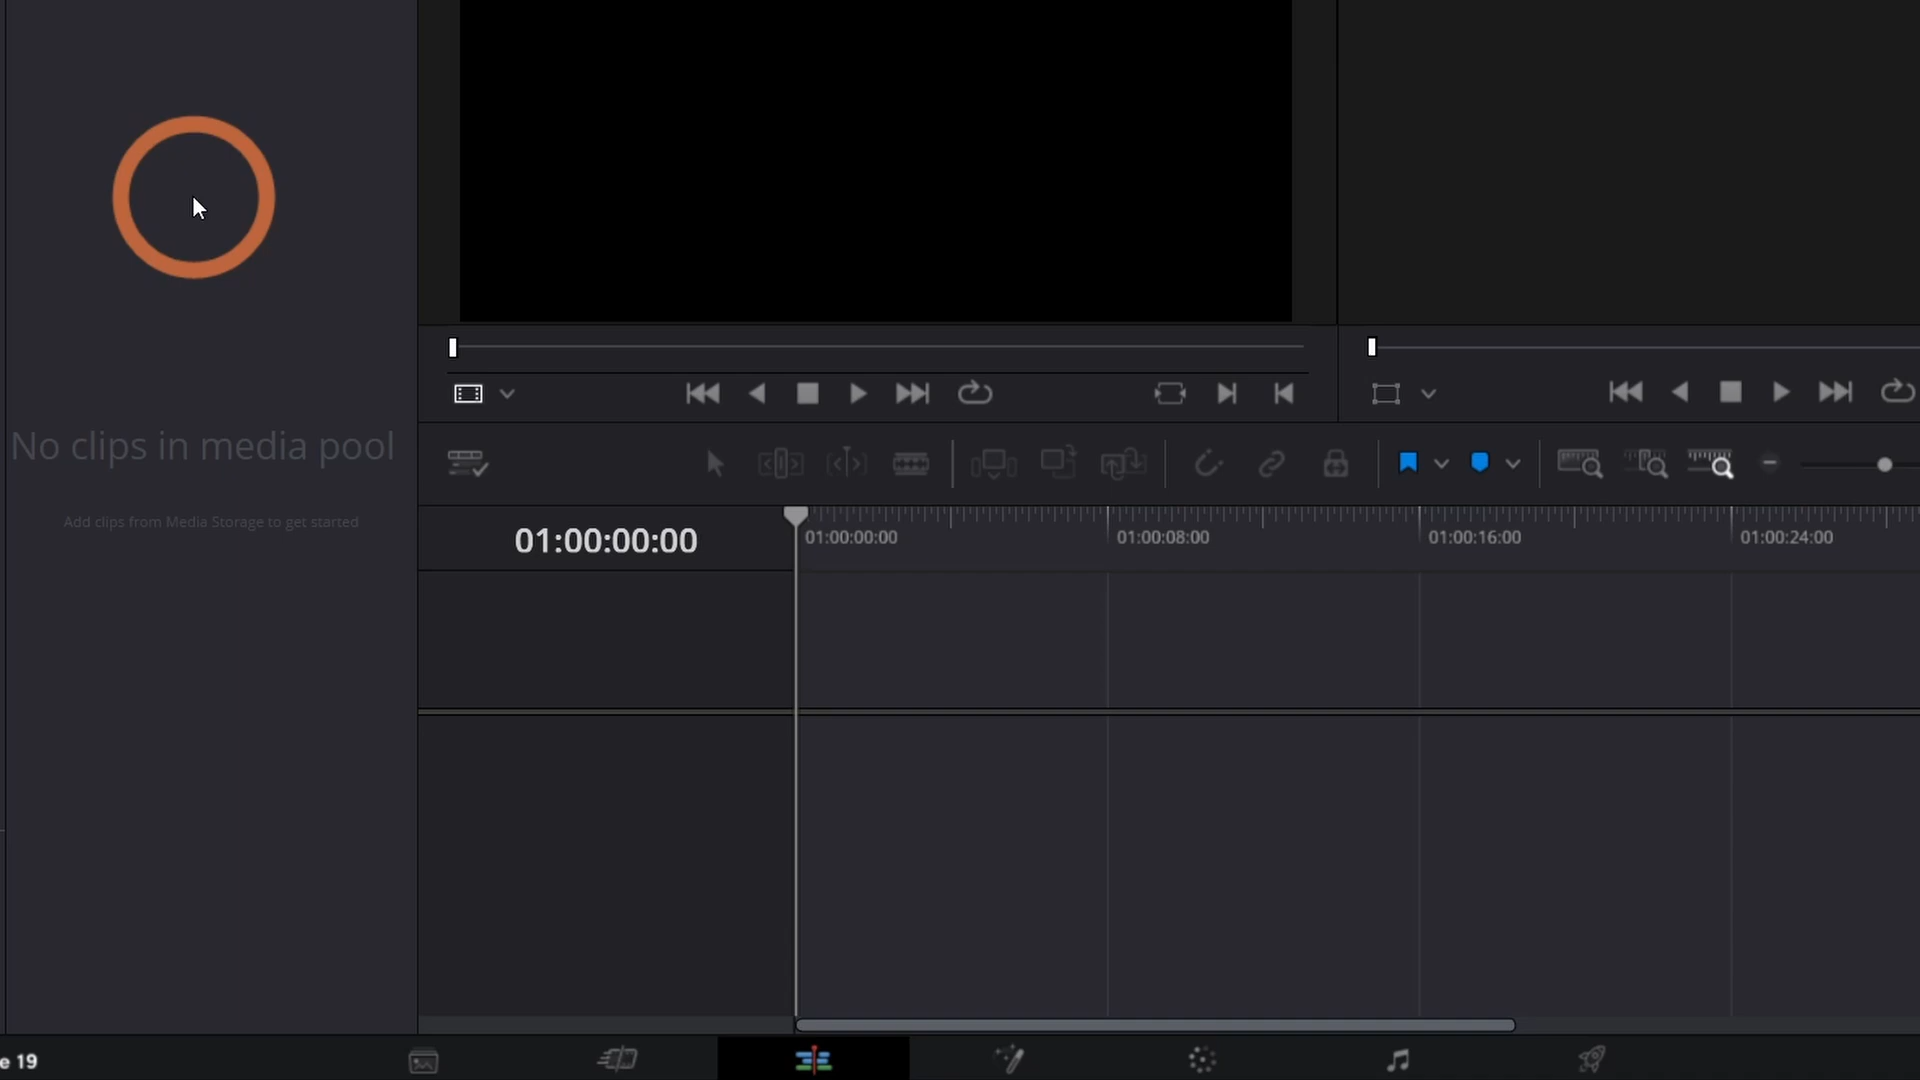 No clips in media pool
Add clips from Media Storage to get started
01:00:00:00
01:00:00:00
01:00:08:00
01:00:16:00
01:00:24:00
e 19